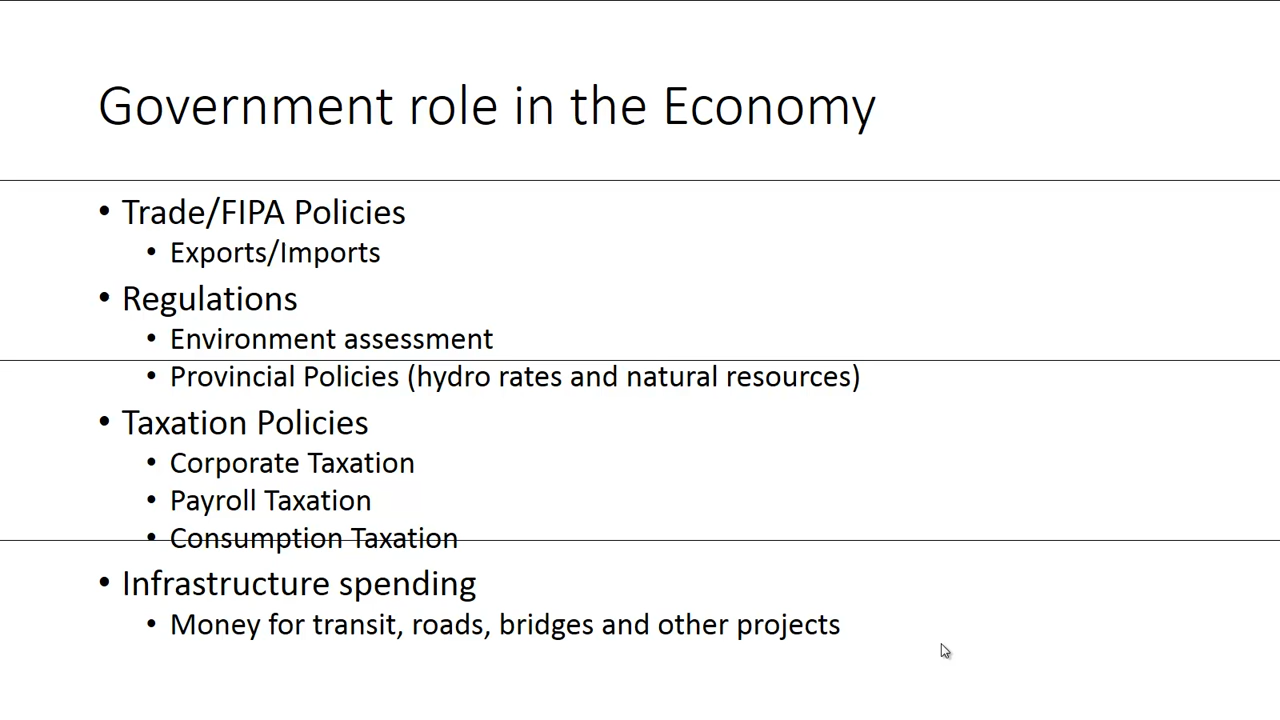 Government role in the Economy
• Trade/FIPA Policies
• Exports/Imports
• Regulations
• Environment assessment
• Provincial Policies (hydro rates and natural resources)
• Taxation Policies
• Corporate Taxation
• Payroll Taxation
• Consumption Taxation
• Infrastructure spending
• Money for transit, roads, bridges and other projects